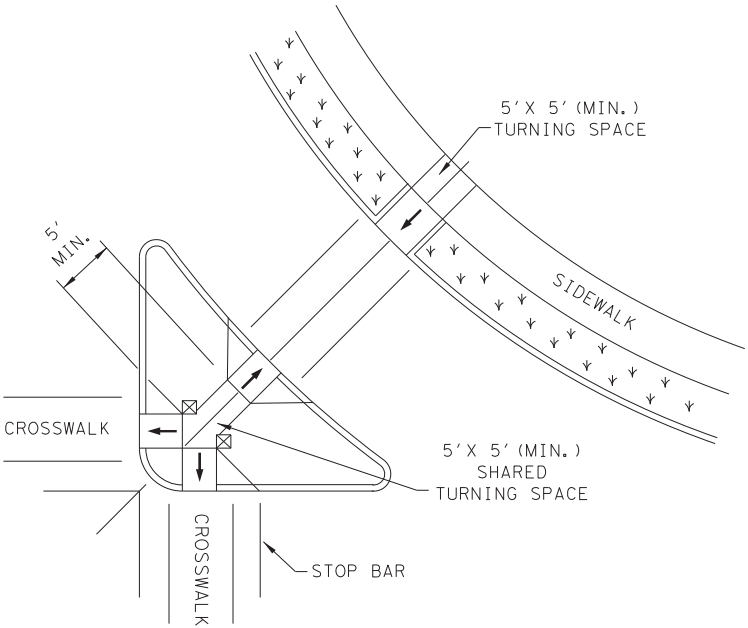 5' X 5' (MIN.)
TURNING SPACE
5'
MIN.
SIDEWALK
CROSSWALK
5' X 5' (MIN.)
SHARED
TURNING SPACE
CROSSWALK
STOP BAR